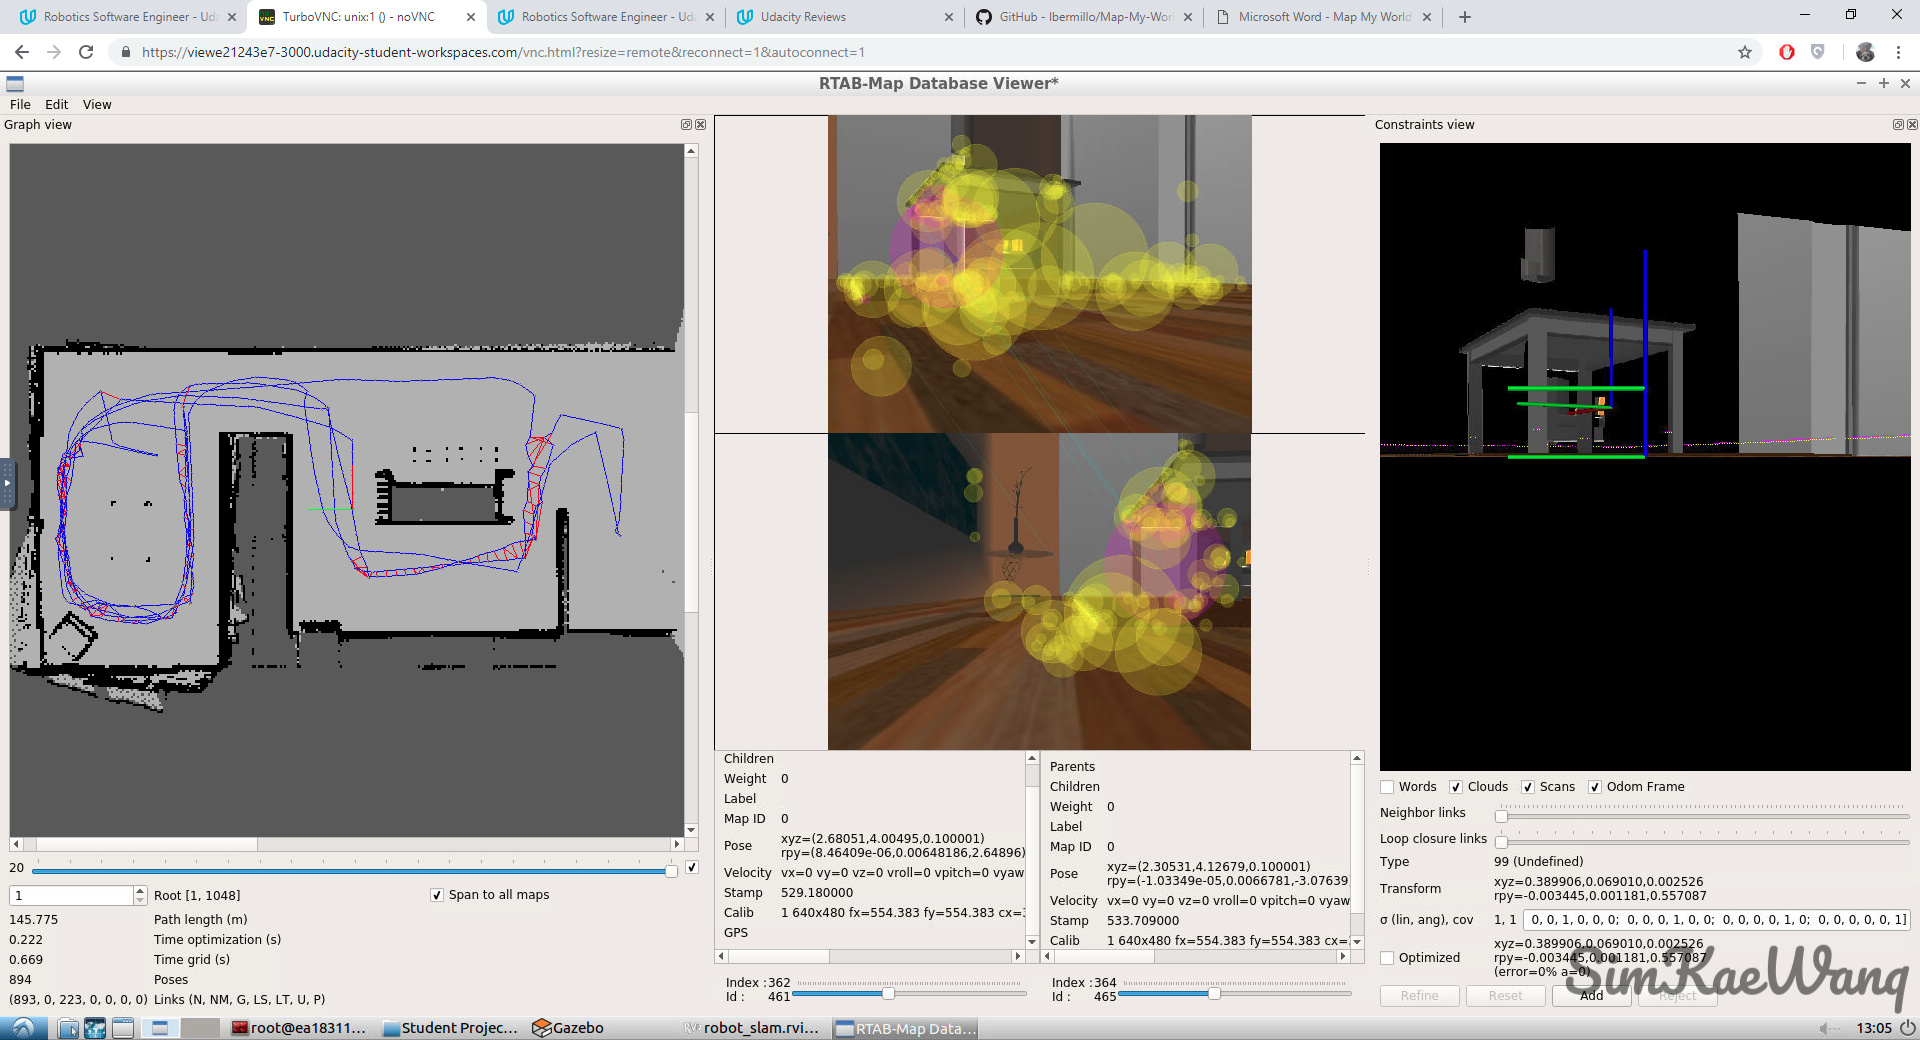 Robotics Software Engineer - Uda
TurboVNC: unix:1 () - noVNC
Robotics Software Engineer - Uda
Udacity Reviews
GitHub - lbermillo/Map-My-Worl
Microsoft Word - Map My World
https://viewe21243e7-3000.udacity-student-workspaces.com/vnc.html?resize=remote&reconnect=1&autoconnect=1
RTAB-Map Database Viewer*
File Edit View
Graph view
Constraints view
20
1
Root [1, 1048]
Span to all maps
145.775 Path length (m)
0.222 Time optimization (s)
0.669 Time grid (s)
894 Poses
(893, 0, 223, 0, 0, 0, 0) Links (N, NM, G, LS, LT, U, P)
Children
Weight 0
Label
Map ID 0
Pose xyz=(2.68051,4.00495,0.100001)
rpy=(8.46409e-06,0.00648186,2.64896)
Velocity vx=0 vy=0 vz=0 vroll=0 vpitch=0 vyaw
Stamp 529.180000
Calib 1 640x480 fx=554.383 fy=554.383 cx=3
GPS
Index : 362
Id : 461
Parents
Children
Weight 0
Label
Map ID 0
Pose xyz=(2.30531,4.12679,0.100001)
rpy=(-1.03349e-05,0.0066781,-3.07639)
Velocity vx=0 vy=0 vz=0 vroll=0 vpitch=0 vyaw
Stamp 533.709000
Calib 1 640x480 fx=554.383 fy=554.383 cx=
Index : 364
Id : 465
Words Clouds Scans Odom Frame
Neighbor links
Loop closure links
Type 99 (Undefined)
Transform xyz=0.389906,0.069010,0.002526
rpy=-0.003445,0.001181,0.557087
σ (lin, ang), cov 1, 1 0, 0, 1, 0, 0, 0; 0, 0, 0, 1, 0, 0; 0, 0, 0, 0, 1, 0; 0, 0, 0, 0, 0, 1]
Optimized xyz=0.389906,0.069010,0.002526
rpy=-0.003445,0.001181,0.557087
(error=0% a=0)
Refine Reset Add Reject
SimKaeWang
root@ea18311...
Student Projec...
Gazebo
robot_slam.rvi...
RTAB-Map Data...
13:05